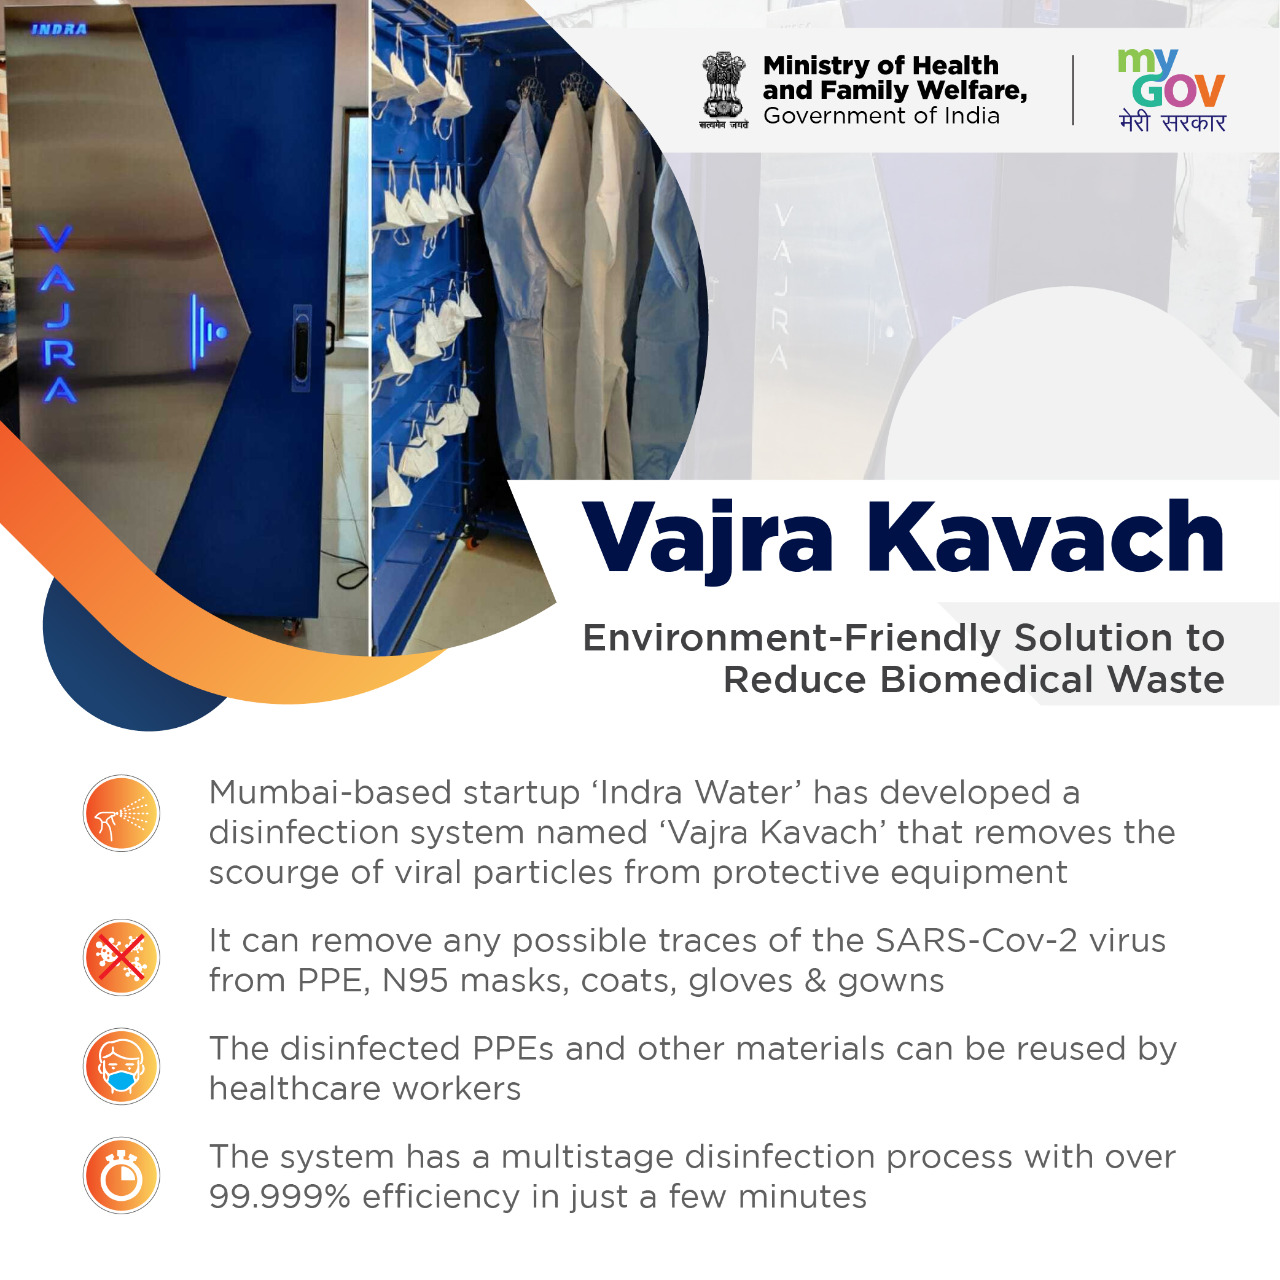 INDRA
VAJRA
Ministry of Health
and Family Welfare,
Government of India
सत्यमेव जयते
my
GOV
मेरी सरकार
VAJRA
Vajra Kavach
Environment-Friendly Solution to
Reduce Biomedical Waste
Mumbai-based startup ‘Indra Water’ has developed a
disinfection system named ‘Vajra Kavach’ that removes the
scourge of viral particles from protective equipment
It can remove any possible traces of the SARS-Cov-2 virus
from PPE, N95 masks, coats, gloves & gowns
The disinfected PPEs and other materials can be reused by
healthcare workers
The system has a multistage disinfection process with over
99.999% efficiency in just a few minutes